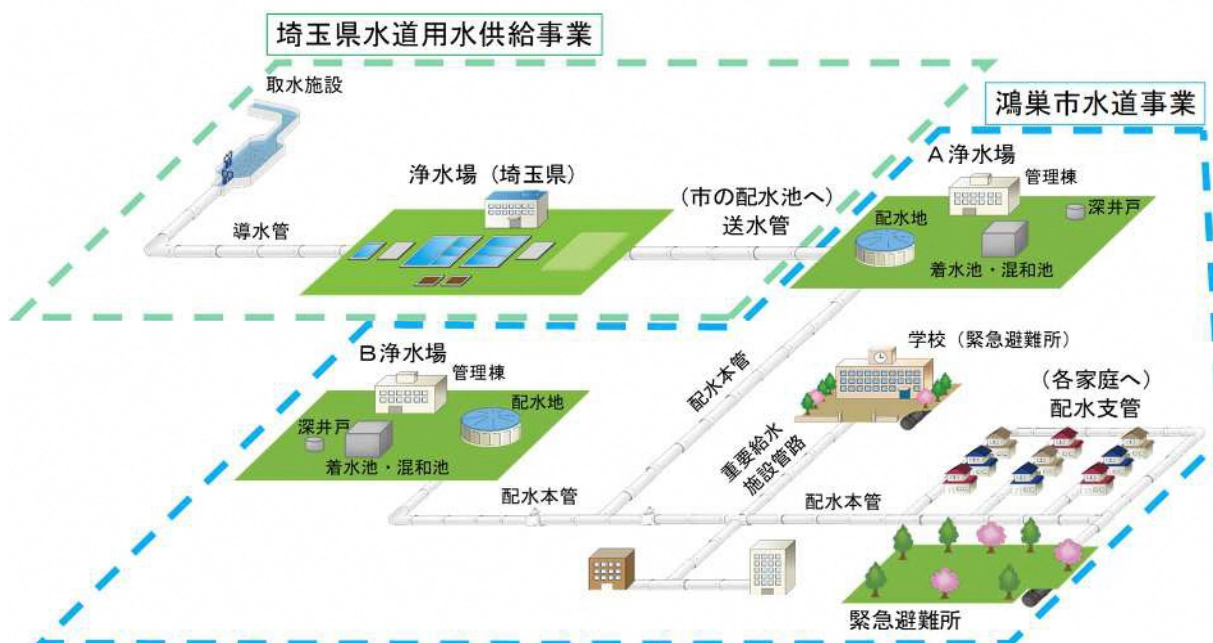 埼玉県水道用水供給事業
取水施設
鴻巣市水道事業
A浄水場
管理棟
浄水場（埼玉県）
（市の配水池へ）
送水管
深井戸
配水地
導水管
着水池・混和池
学校（緊急避難所）
B浄水場
管理棟
配水本管
（各家庭へ）
配水支管
配水地
深井戸
着水池・混和池
重要給水
施設管路
配水本管
配水本管
緊急避難所